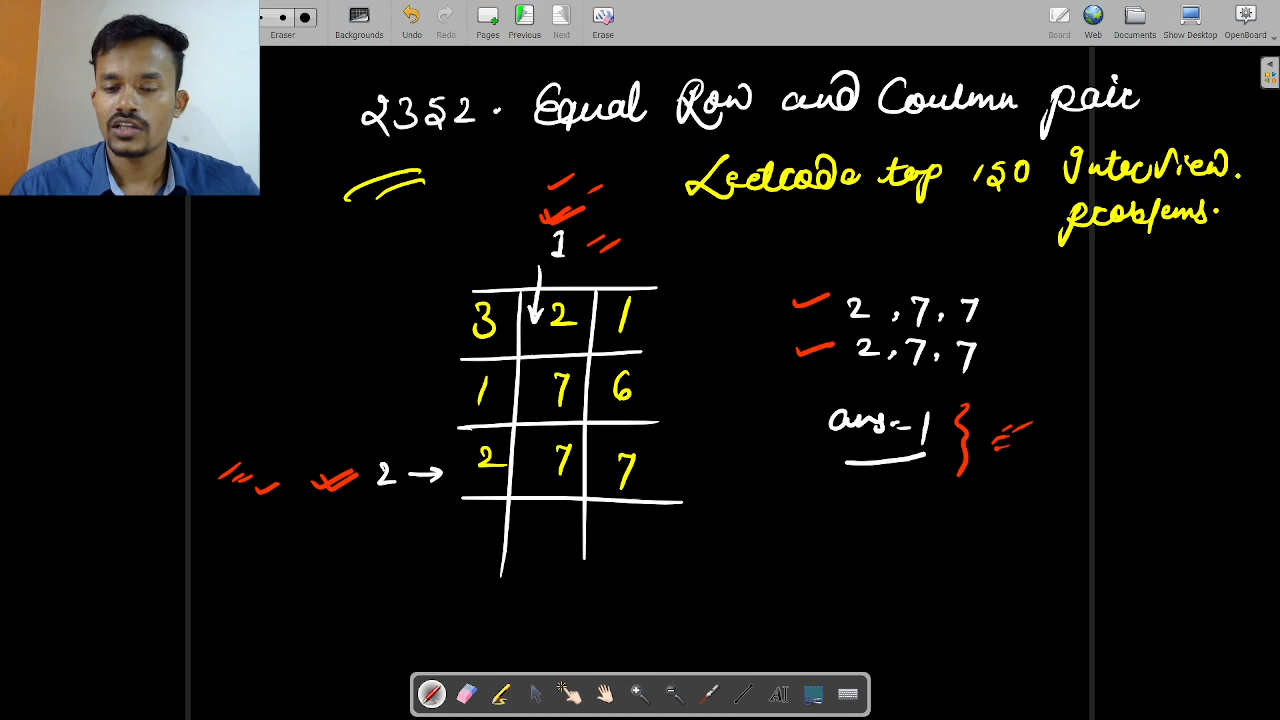 Eraser Backgrounds Undo Redo Pages Previous Next Erase Board Web Documents Show Desktop OpenBoard
2352. Equal Row and Coulmn pair
Leetcode top 150 Interview.
problems.
1
3 2 1
1 7 6
2 → 2 7 7
2, 7, 7
2, 7, 7
ans = 1
AI